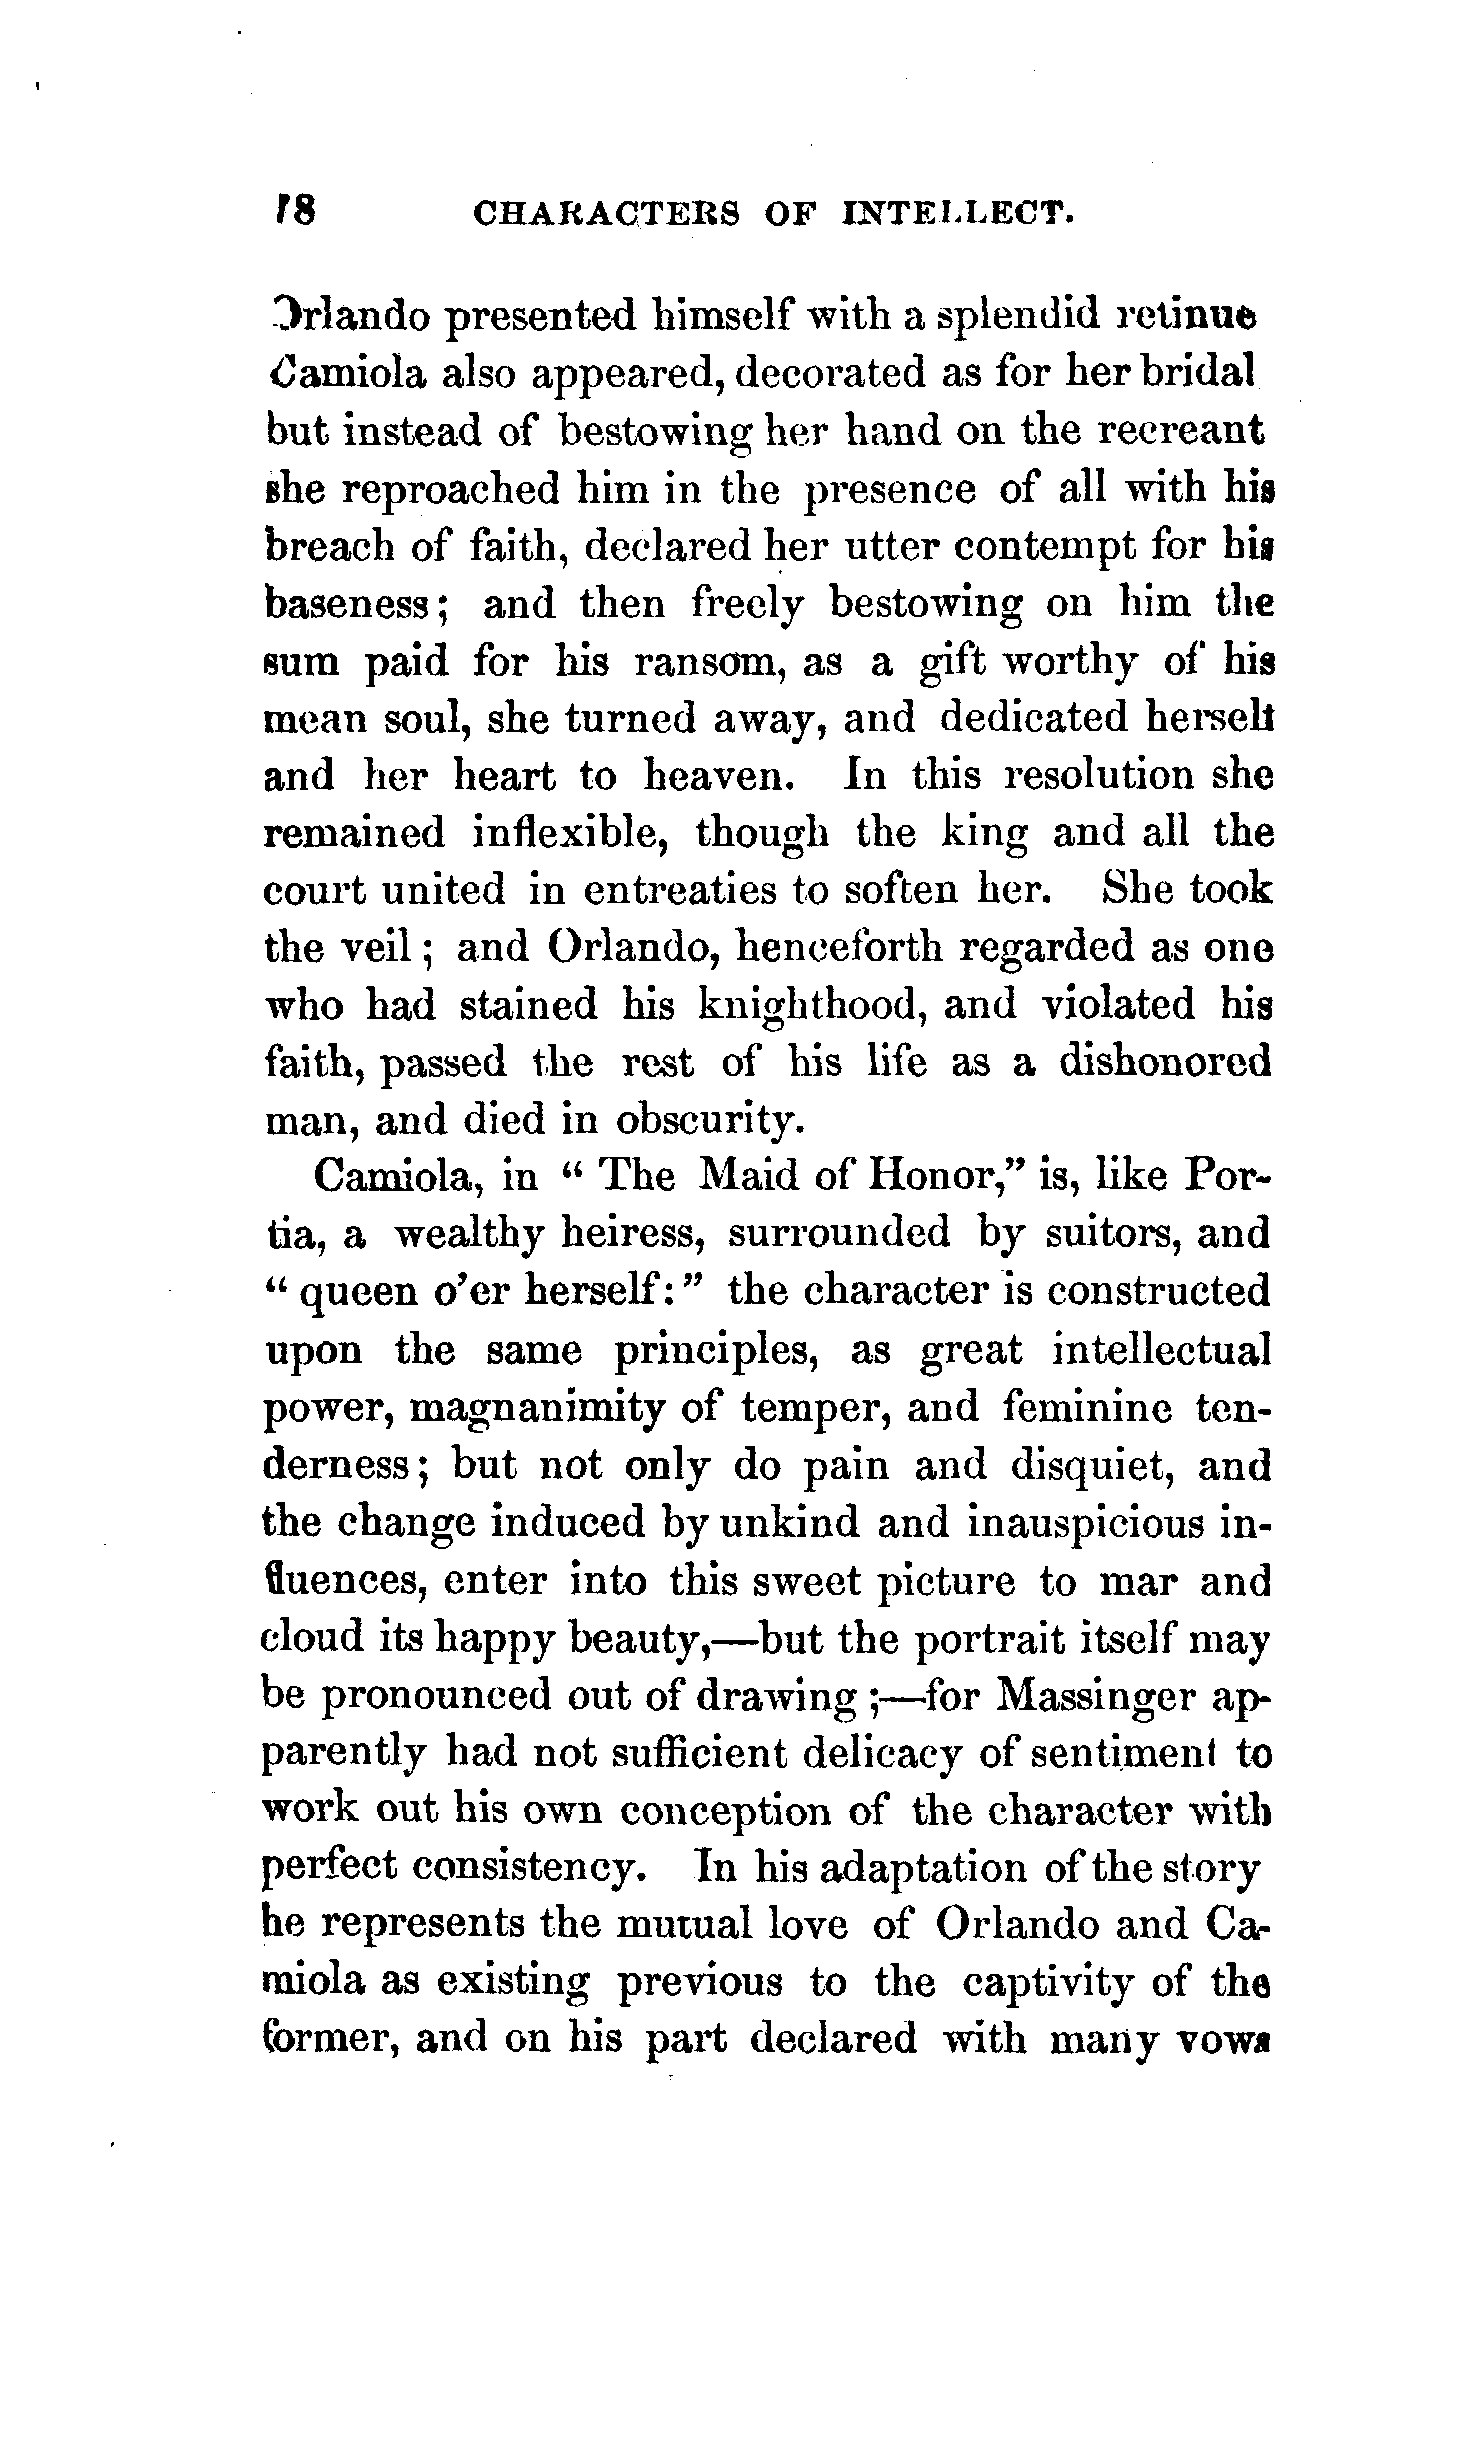 78 CHARACTERS OF INTELLECT.
Orlando presented himself with a splendid retinue
Camiola also appeared, decorated as for her bridal
but instead of bestowing her hand on the recreant
she reproached him in the presence of all with his
breach of faith, declared her utter contempt for his
baseness; and then freely bestowing on him the
sum paid for his ransom, as a gift worthy of his
mean soul, she turned away, and dedicated herself
and her heart to heaven. In this resolution she
remained inflexible, though the king and all the
court united in entreaties to soften her. She took
the veil; and Orlando, henceforth regarded as one
who had stained his knighthood, and violated his
faith, passed the rest of his life as a dishonored
man, and died in obscurity.
Camiola, in "The Maid of Honor," is, like Por-
tia, a wealthy heiress, surrounded by suitors, and
"queen o'er herself:" the character is constructed
upon the same principles, as great intellectual
power, magnanimity of temper, and feminine ten-
derness; but not only do pain and disquiet, and
the change induced by unkind and inauspicious in-
fluences, enter into this sweet picture to mar and
cloud its happy beauty,—but the portrait itself may
be pronounced out of drawing;—for Massinger ap-
parently had not sufficient delicacy of sentiment to
work out his own conception of the character with
perfect consistency. In his adaptation of the story
he represents the mutual love of Orlando and Ca-
miola as existing previous to the captivity of the
former, and on his part declared with many vows